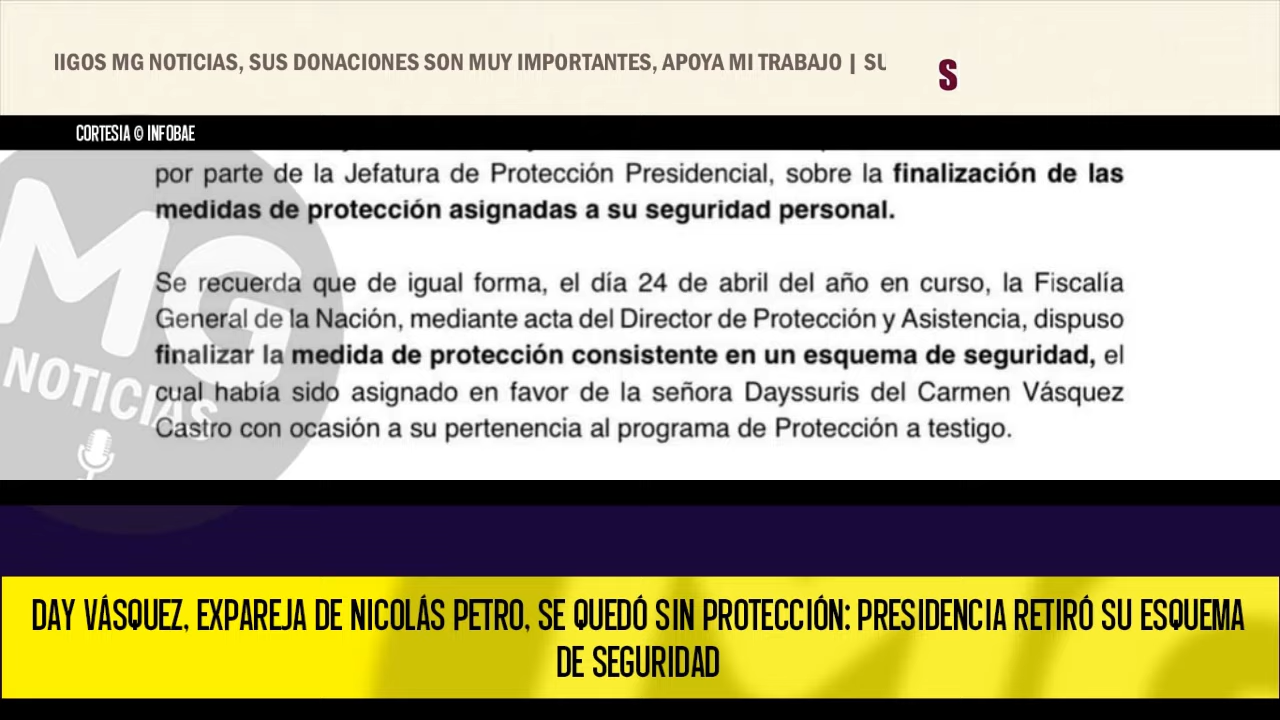 IIGOS MG NOTICIAS, SUS DONACIONES SON MUY IMPORTANTES, APOYA MI TRABAJO | SU
S
CORTESIA © INFOBAE
por parte de la Jefatura de Protección Presidencial, sobre la finalización de las
medidas de protección asignadas a su seguridad personal.
Se recuerda que de igual forma, el día 24 de abril del año en curso, la Fiscalía
General de la Nación, mediante acta del Director de Protección y Asistencia, dispuso
finalizar la medida de protección consistente en un esquema de seguridad, el
cual había sido asignado en favor de la señora Dayssuris del Carmen Vásquez
Castro con ocasión a su pertenencia al programa de Protección a testigo.
MG
NOTICIAS
DAY VÁSQUEZ, EXPAREJA DE NICOLÁS PETRO, SE QUEDÓ SIN PROTECCIÓN: PRESIDENCIA RETIRÓ SU ESQUEMA
DE SEGURIDAD